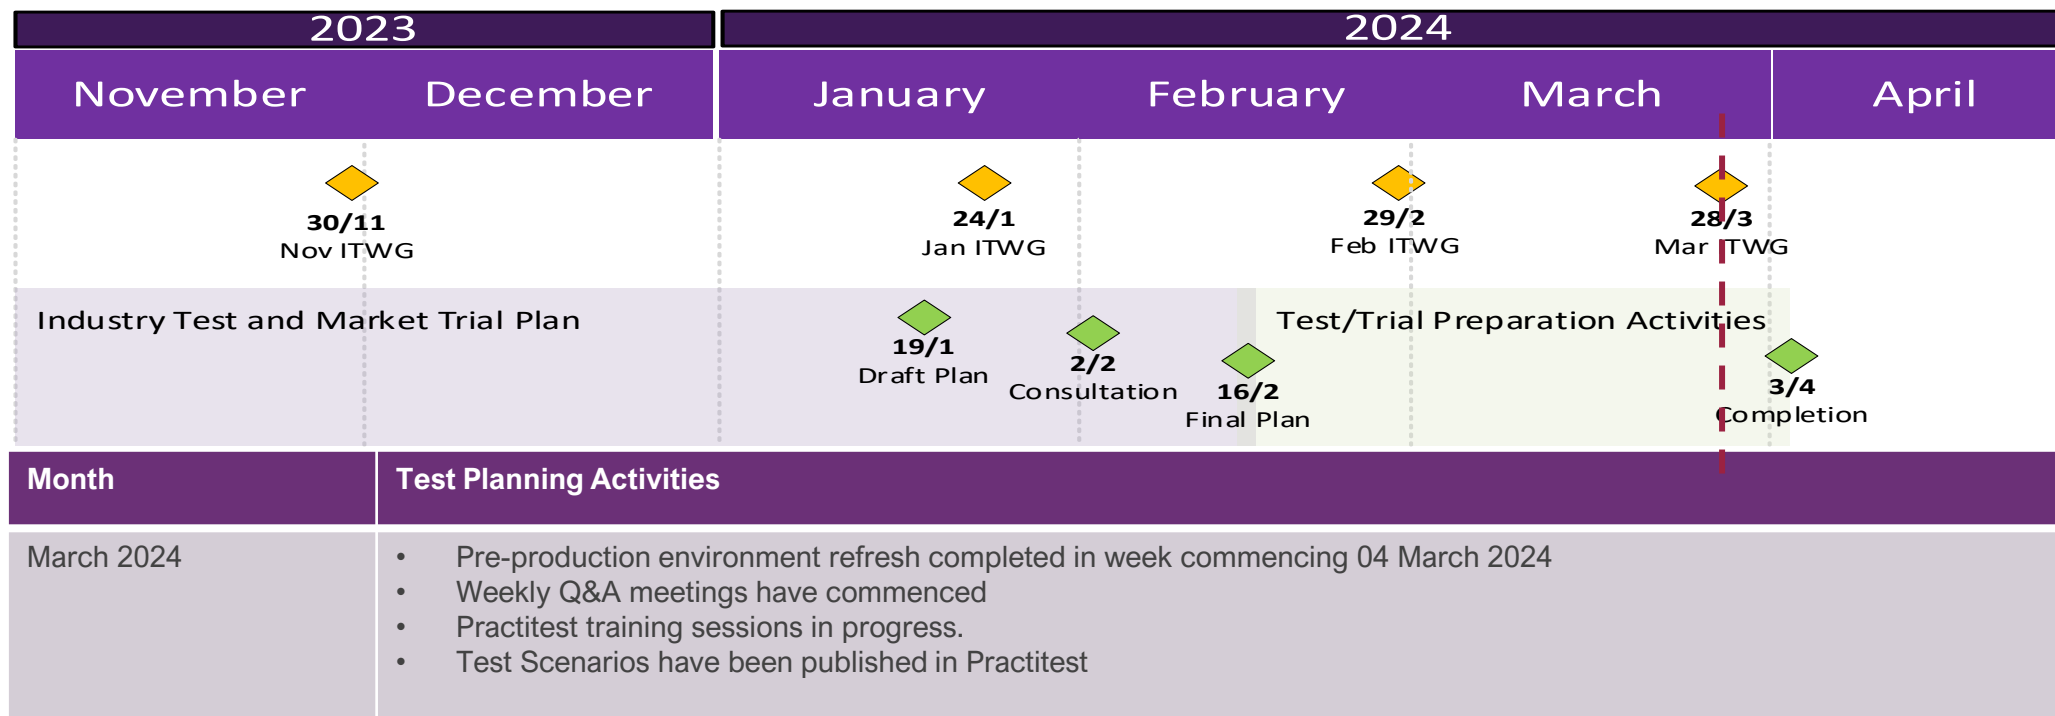 2023
2024
November
December
January
February
March
April
30/11
Nov ITWG
24/1
Jan ITWG
29/2
Feb ITWG
28/3
Mar ITWG
Industry Test and Market Trial Plan
Test/Trial Preparation Activities
19/1
Draft Plan
2/2
Consultation
16/2
Final Plan
3/4
Completion
Month
Test Planning Activities
March 2024
• Pre-production environment refresh completed in week commencing 04 March 2024
• Weekly Q&A meetings have commenced
• Practitest training sessions in progress.
• Test Scenarios have been published in Practitest